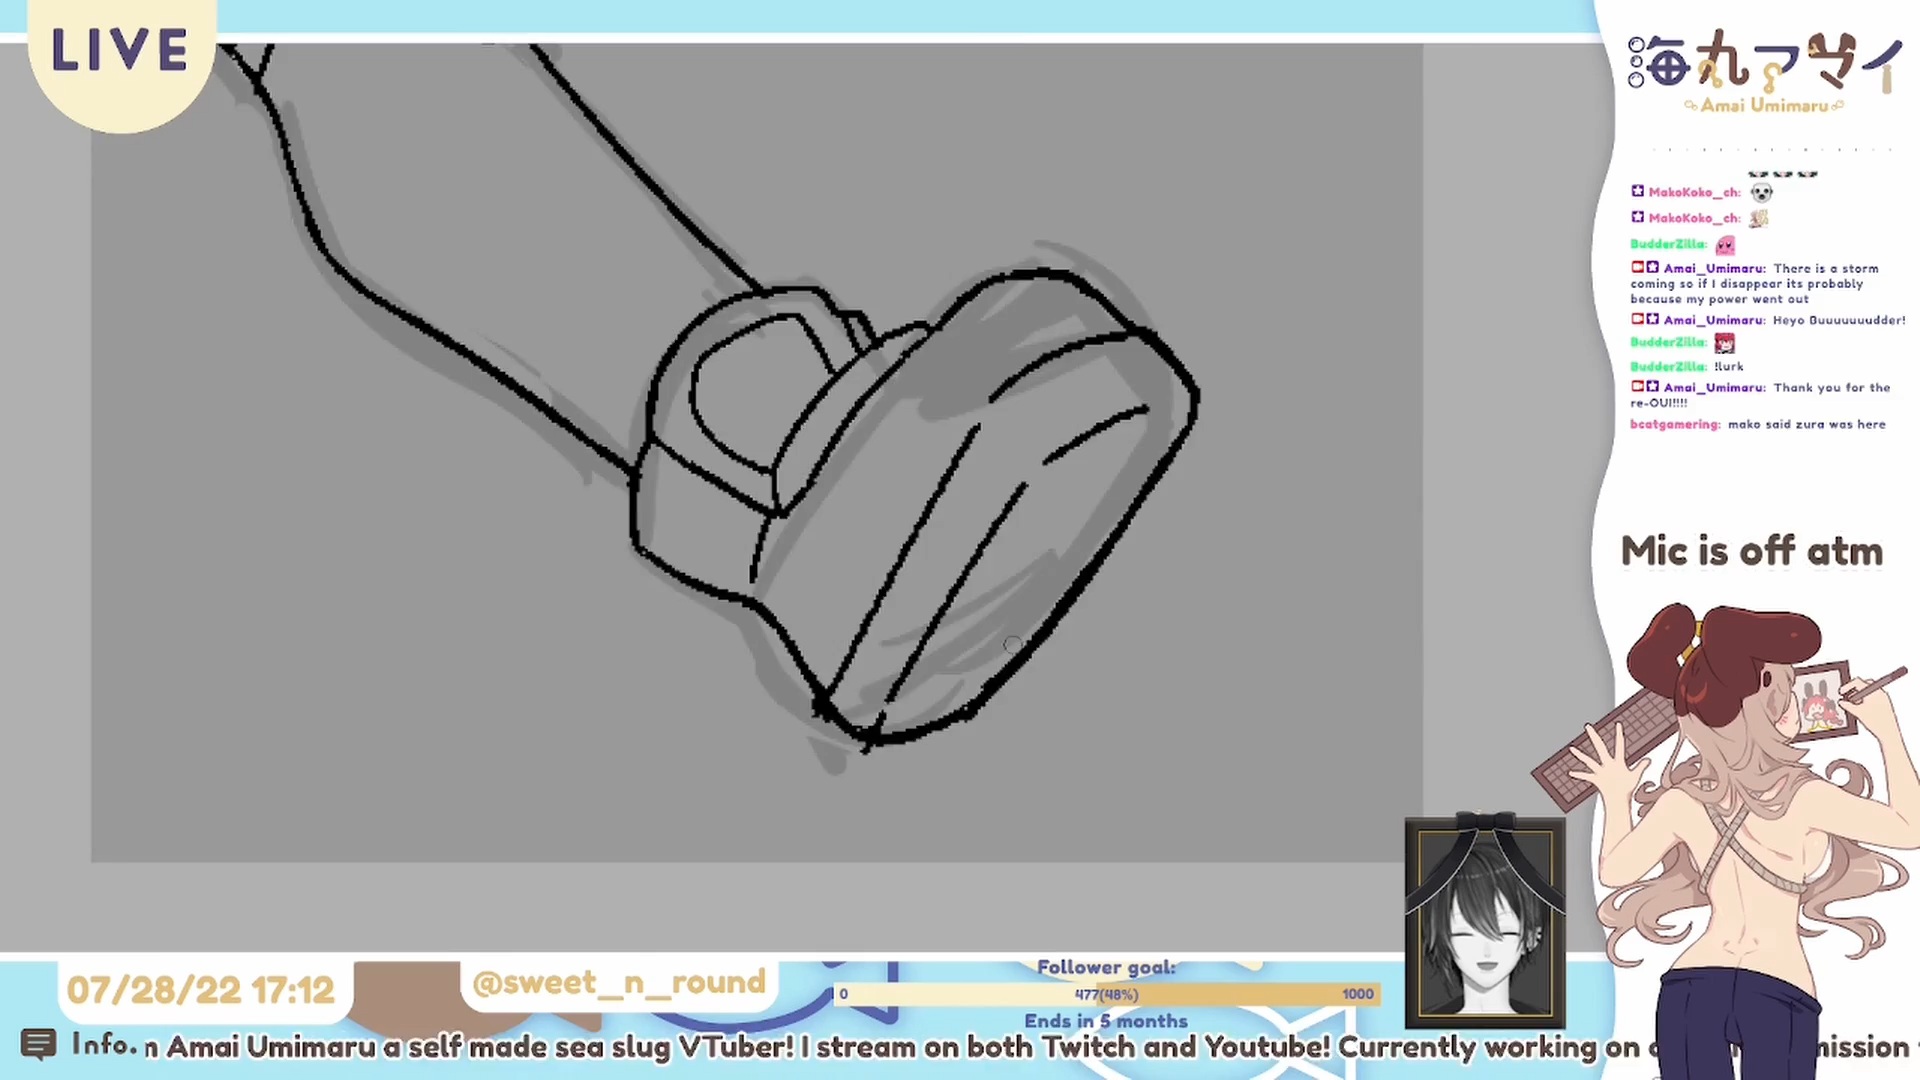 LIVE
海丸アマイ
Amai Umimaru
MakoKoko_ch:
MakoKoko_ch:
BudderZilla:
Amai_Umimaru: There is a storm
coming so if I disappear its probably
because my power went out
Amai_Umimaru: Heyo Buuuuuudder!
BudderZilla:
BudderZilla: !lurk
Amai_Umimaru: Thank you for the
re-OUI!!!!
bcatgamering: mako said zura was here
Mic is off atm
07/28/22 17:12
@sweet_n_round
Follower goal:
0 477(48%) 1000
Ends in 5 months
Info. n Amai Umimaru a self made sea slug VTuber! I stream on both Twitch and Youtube! Currently working on mission